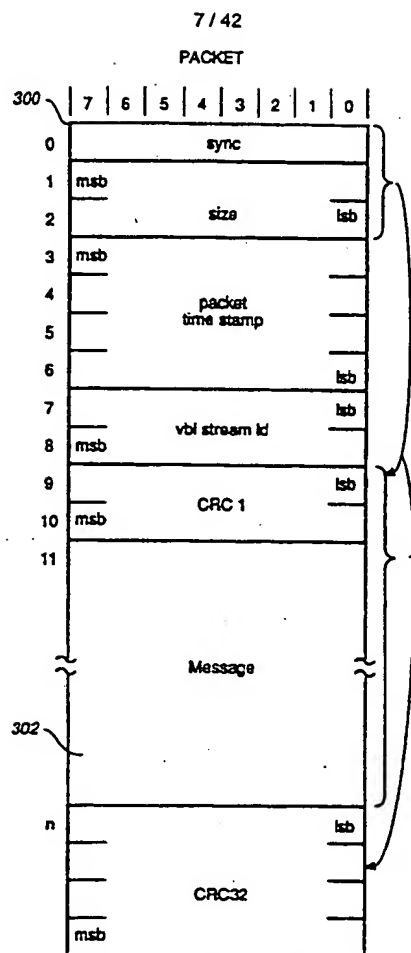 7 / 42
PACKET
300
7 6 5 4 3 2 1 0
0 sync
1 msb
2 size lsb
3 msb
4 packet
time stamp
5
6 lsb
7 lsb
vbi stream id
8 msb
9 lsb
CRC 1
10 msb
11
Message
302
n lsb
CRC32
msb